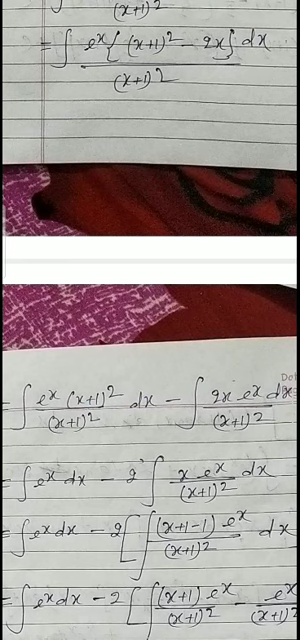 (x+1)2
= ∫ eˣ{ (x+1)² - 2x} dx
(x+1)2
= ∫ eˣ (x+1)² dx - ∫ 2x eˣ dx
(x+1)2 (x+1)2
= ∫ eˣ dx - 2 ∫ x eˣ dx
(x+1)2
= ∫ eˣ dx - 2 [ ∫ ((x+1-1) eˣ dx
(x+1)2
= ∫ eˣ dx - 2 [ ∫ (x+1) eˣ - eˣ
(x+1)2 (x+1)2